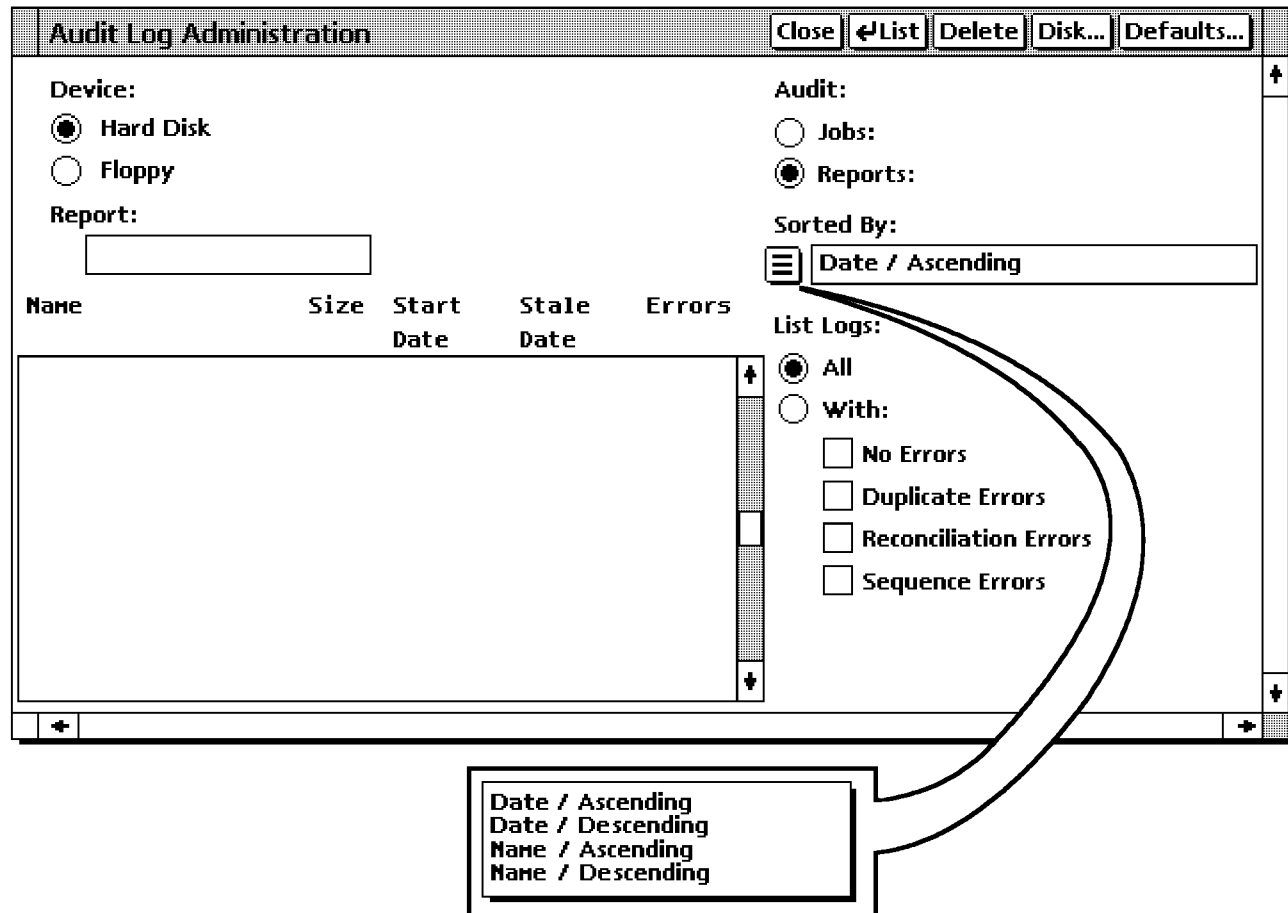 Audit Log Administration
Close ↵List Delete Disk... Defaults...
Device:
Hard Disk
Floppy
Report:
Name Size Start Date Stale Date Errors
Audit:
Jobs:
Reports:
Sorted By:
Date / Ascending
List Logs:
All
With:
No Errors
Duplicate Errors
Reconciliation Errors
Sequence Errors
Date / Ascending
Date / Descending
Name / Ascending
Name / Descending